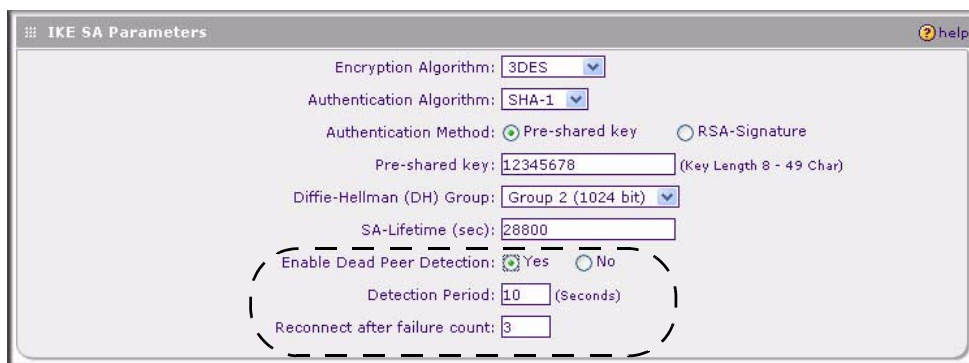 IKE SA Parameters help
Encryption Algorithm: 3DES
Authentication Algorithm: SHA-1
Authentication Method: Pre-shared key RSA-Signature
Pre-shared key: 12345678 (Key Length 8 - 49 Char)
Diffie-Hellman (DH) Group: Group 2 (1024 bit)
SA-Lifetime (sec): 28800
Enable Dead Peer Detection: Yes No
Detection Period: 10 (Seconds)
Reconnect after failure count: 3